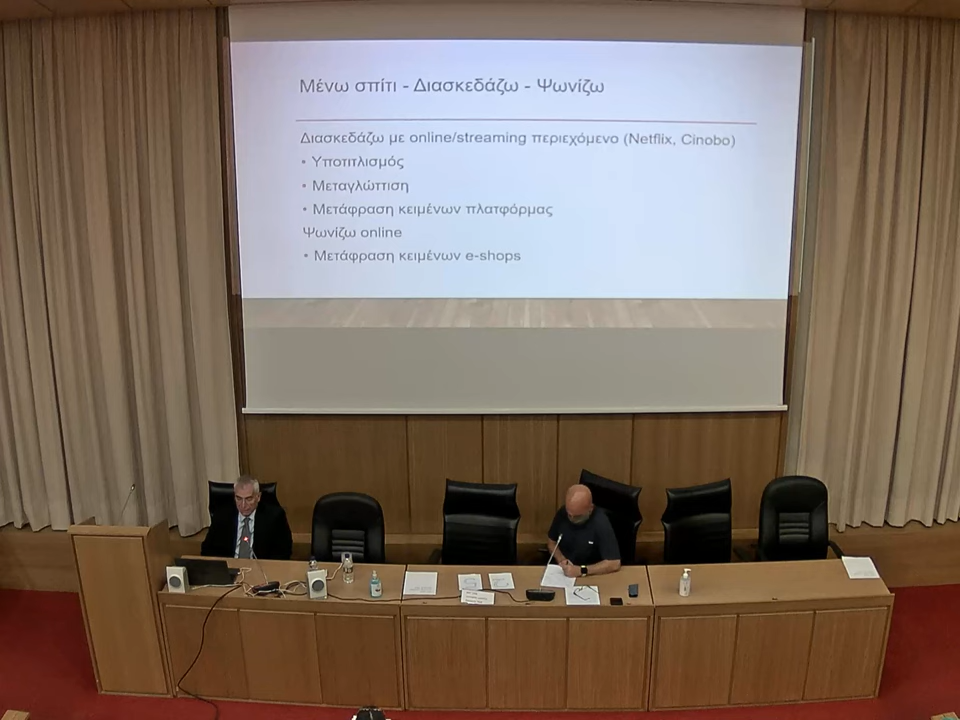 Μένω σπίτι - Διασκεδάζω - Ψωνίζω
Διασκεδάζω με online/streaming περιεχόμενο (Netflix, Cinobo)
• Υποτιτλισμός
• Μεταγλώττιση
• Μετάφραση κειμένων πλατφόρμας
Ψωνίζω online
• Μετάφραση κειμένων e-shops